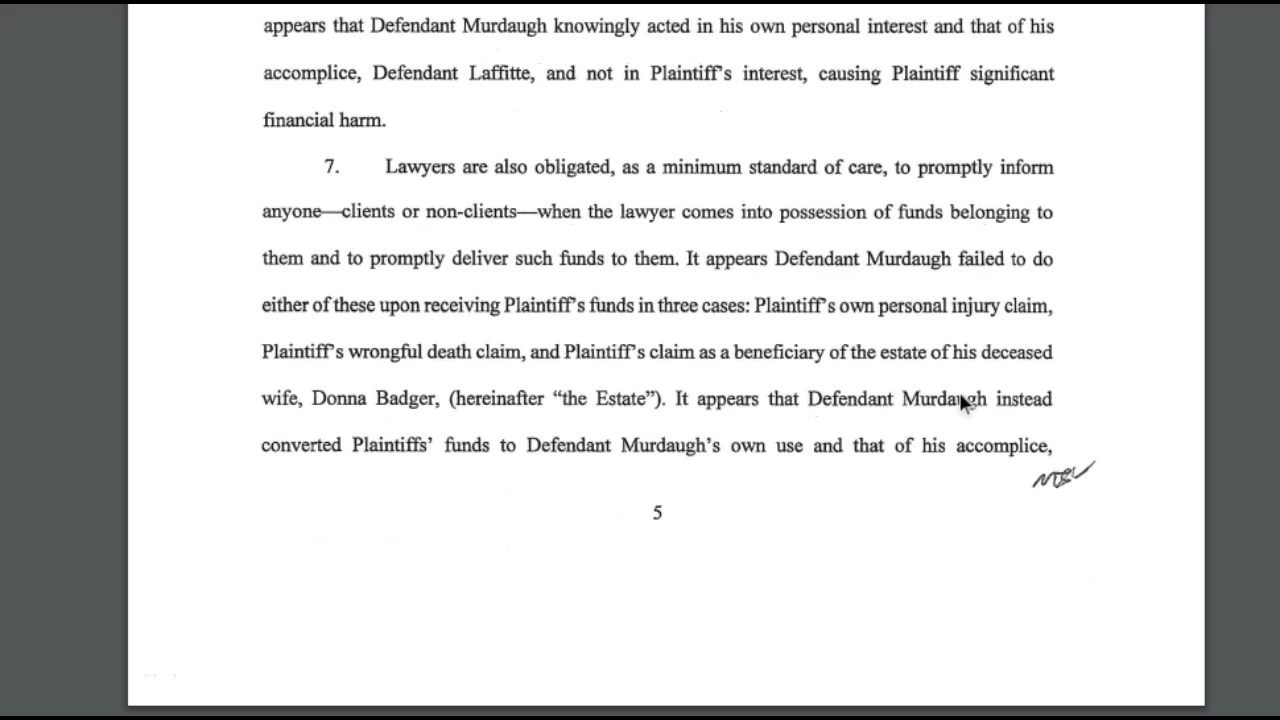 appears that Defendant Murdaugh knowingly acted in his own personal interest and that of his
accomplice, Defendant Laffitte, and not in Plaintiff's interest, causing Plaintiff significant
financial harm.
7. Lawyers are also obligated, as a minimum standard of care, to promptly inform
anyone—clients or non-clients—when the lawyer comes into possession of funds belonging to
them and to promptly deliver such funds to them. It appears Defendant Murdaugh failed to do
either of these upon receiving Plaintiff's funds in three cases: Plaintiff's own personal injury claim,
Plaintiff's wrongful death claim, and Plaintiff's claim as a beneficiary of the estate of his deceased
wife, Donna Badger, (hereinafter “the Estate”). It appears that Defendant Murdaugh instead
converted Plaintiffs’ funds to Defendant Murdaugh’s own use and that of his accomplice,
5